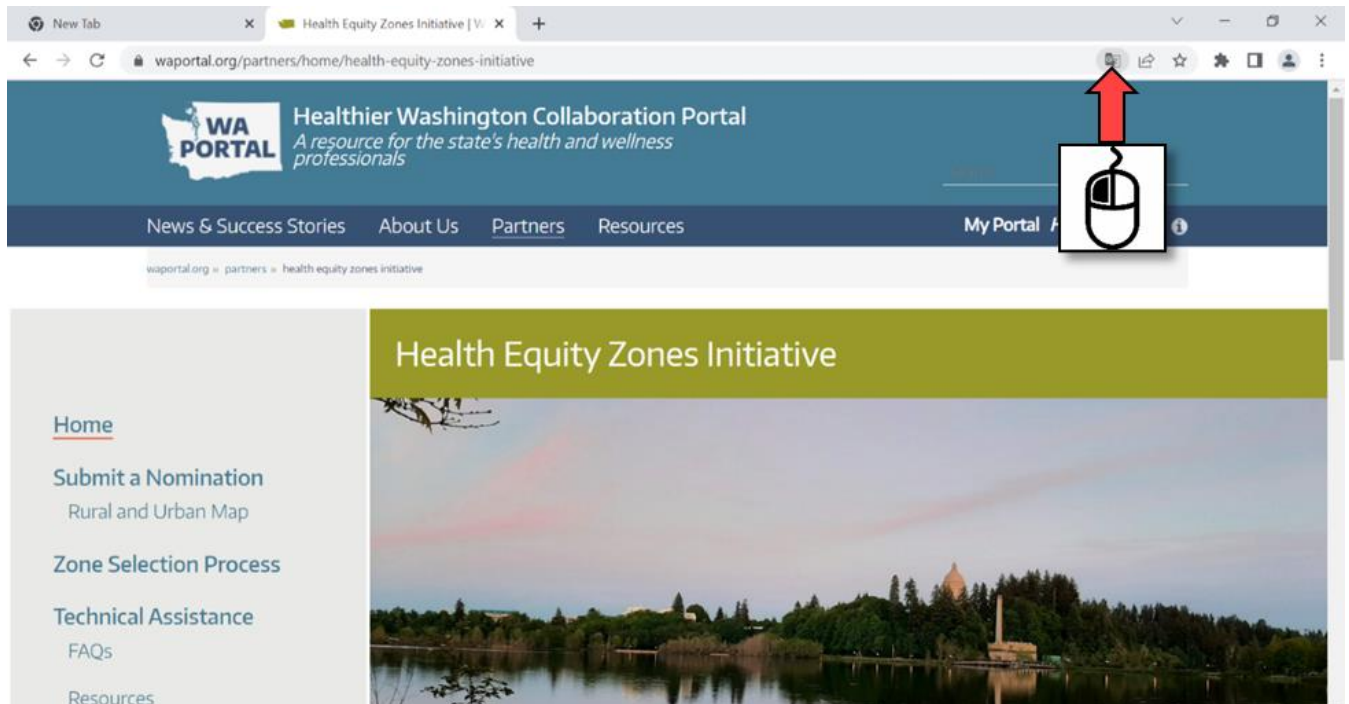 New Tab
Health Equity Zones Initiative | W
waportal.org/partners/home/health-equity-zones-initiative
WA
PORTAL
Healthier Washington Collaboration Portal
A resource for the state's health and wellness
professionals
News & Success Stories About Us Partners Resources My Portal
waportal.org » partners » health equity zones initiative
Health Equity Zones Initiative
Home
Submit a Nomination
Rural and Urban Map
Zone Selection Process
Technical Assistance
FAQs
Resources